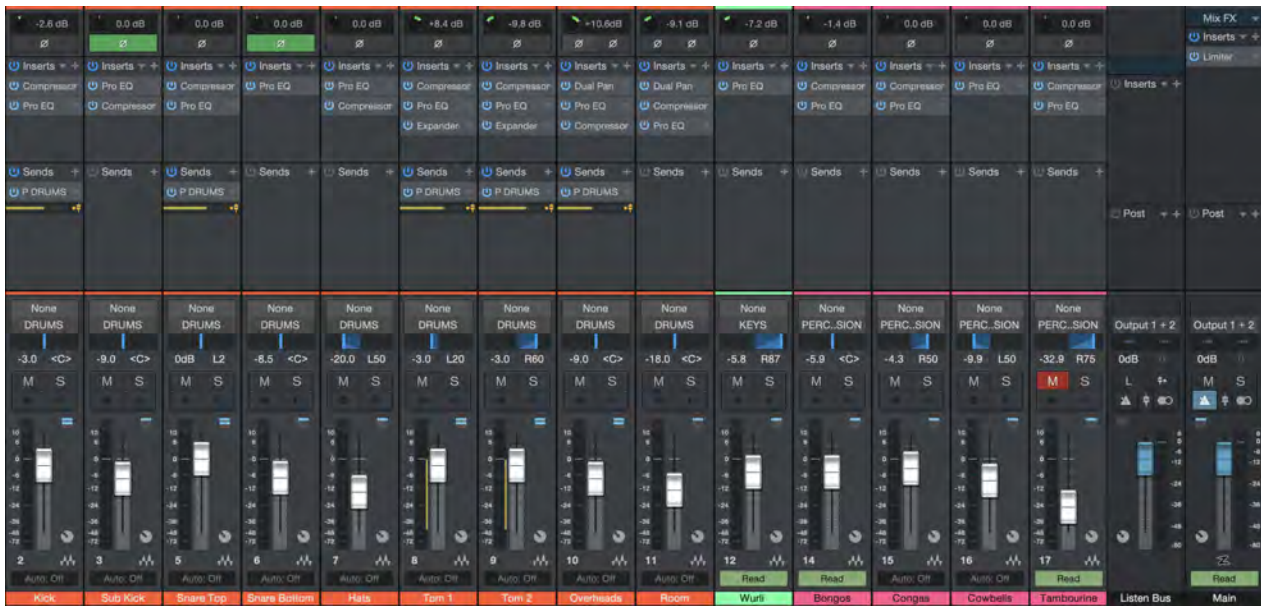 -2.6 dB 0.0 dB 0.0 dB 0.0 dB 0.0 dB +8.4 dB -9.8 dB +10.6dB -9.1 dB -7.2 dB -1.4 dB 0.0 dB 0.0 dB 0.0 dB Mix FX
Ø Ø Ø Ø Ø Ø Ø Ø Ø Ø Ø Ø Ø Ø Ø Ø Inserts
Inserts Inserts Inserts Inserts Inserts Inserts Inserts Inserts Inserts Inserts Inserts Inserts Inserts Inserts Limiter
Compressor Pro EQ Compressor Pro EQ Pro EQ Compressor Compressor Dual Pan Dual Pan Pro EQ Compressor Compressor Pro EQ Compressor Inserts
Pro EQ Compressor Pro EQ Compressor Pro EQ Pro EQ Pro EQ Compressor Pro EQ Pro EQ Pro EQ
Expander Expander Compressor Pro EQ
Sends Sends Sends Sends Sends Sends Sends Sends Sends Sends Sends Sends Sends Sends
P DRUMS P DRUMS P DRUMS P DRUMS P DRUMS
Post Post
None None None None None None None None None None None None None None
DRUMS DRUMS DRUMS DRUMS DRUMS DRUMS DRUMS DRUMS DRUMS KEYS PERC..SION PERC..SION PERC..SION PERC..SION Output 1 + 2 Output 1 + 2
-3.0 <C> -9.0 <C> 0dB L2 -8.5 <C> -20.0 L50 -3.0 L20 -3.0 R60 -9.0 <C> -18.0 <C> -5.8 R87 -5.9 <C> -4.3 R50 -9.9 L50 -32.9 R75 0dB 0dB
M S M S M S M S M S M S M S M S M S M S M S M S M S M S L M S
2 3 5 6 7 8 9 10 11 12 14 15 16 17
Auto: Off Auto: Off Auto: Off Auto: Off Auto: Off Auto: Off Auto: Off Auto: Off Auto: Off Read Read Auto: Off Auto: Off Read Read
Kick Sub Kick Snare Top Snare Bottom Hats Tom 1 Tom 2 Overheads Room Wurli Bongos Congas Cowbells Tambourine Listen Bus Main